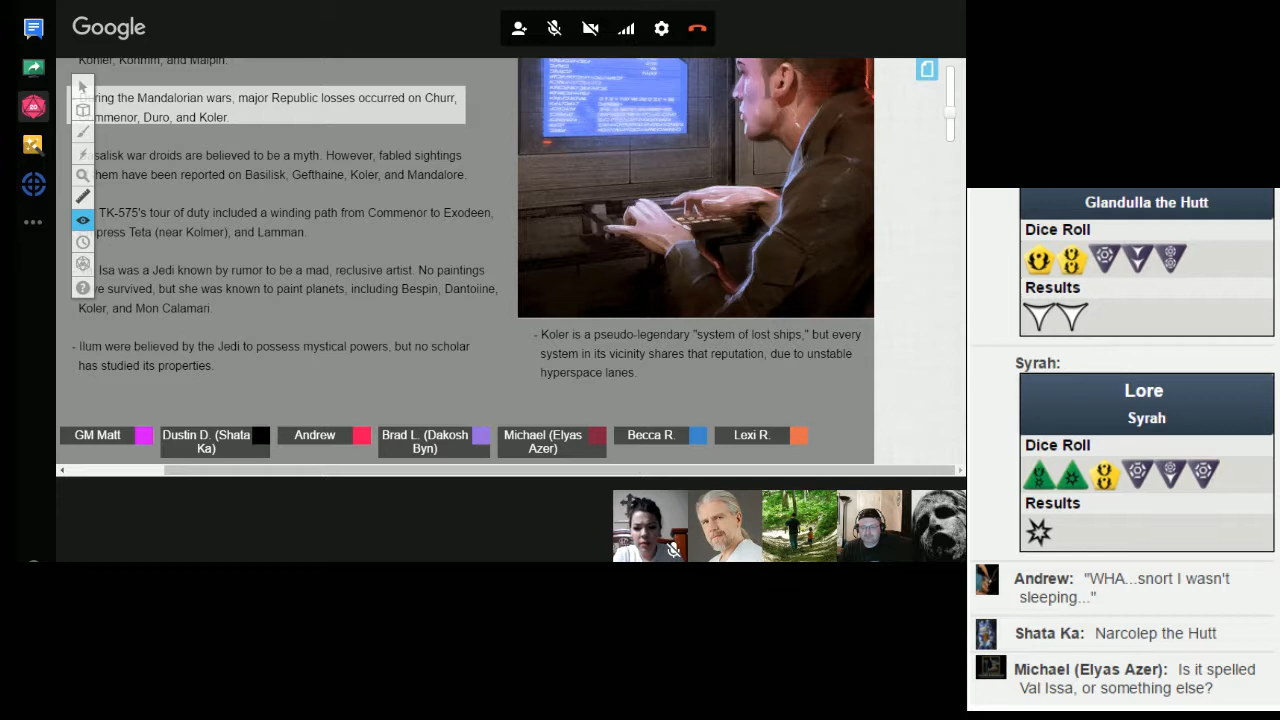 Google
Kohler, Kohmm, and Malpin.
ring the Mandalorian wars, major Republic losses occurred on Churr,
mmenor, Duro, and Koler.
salisk war droids are believed to be a myth. However, fabled sightings
hem have been reported on Basilisk, Gefthaine, Koler, and Mandalore.
TK-575's tour of duty included a winding path from Commenor to Exodeen,
press Teta (near Kolmer), and Lamman.
Isa was a Jedi known by rumor to be a mad, reclusive artist. No paintings
ve survived, but she was known to paint planets, including Bespin, Dantoiine,
Koler, and Mon Calamari.
- Ilum were believed by the Jedi to possess mystical powers, but no scholar
has studied its properties.
- Koler is a pseudo-legendary "system of lost ships," but every
system in its vicinity shares that reputation, due to unstable
hyperspace lanes.
GM Matt
Dustin D. (Shata
Ka)
Andrew
Brad L. (Dakosh
Byn)
Michael (Elyas
Azer)
Becca R.
Lexi R.
Glandulla the Hutt
Dice Roll
Results
Syrah:
Lore
Syrah
Dice Roll
Results
Andrew: "WHA...snort I wasn't
sleeping..."
Shata Ka: Narcolep the Hutt
Michael (Elyas Azer): Is it spelled
Val Issa, or something else?